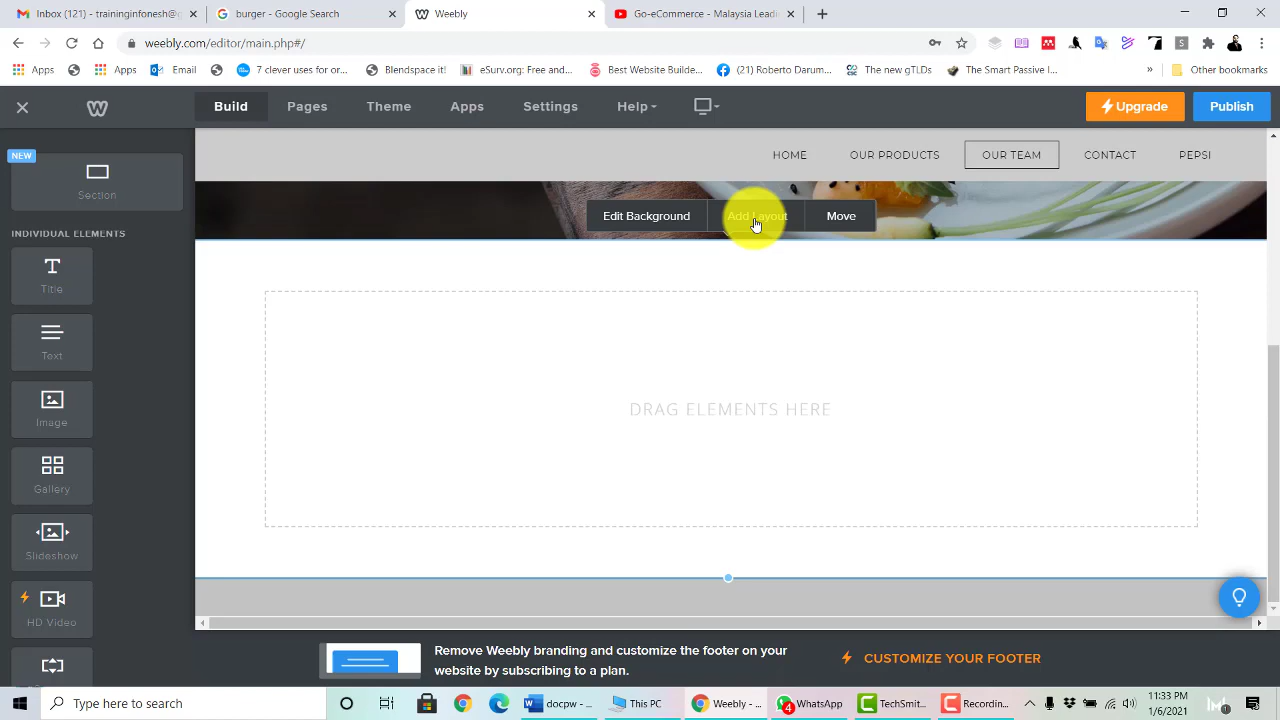 traininginfonesh@
burger - Google Search
Weebly
Go-eCommerce - Malaysia Leadi
weebly.com/editor/main.php#/
Apps
Apps
Email
7 clever uses for or...
Blendspace it!
eSurv.org: Free and...
Best Website Builde...
(21) Roberto Darum...
The new gTLDs
The Smart Passive I...
»
Other bookmarks
Build
Pages
Theme
Apps
Settings
Help
Upgrade
Publish
NEW
Section
HOME
OUR PRODUCTS
OUR TEAM
CONTACT
PEPSI
Edit Background
Add Layout
Move
INDIVIDUAL ELEMENTS
Title
Text
Image
Gallery
Slideshow
HD Video
DRAG ELEMENTS HERE
Remove Weebly branding and customize the footer on your
website by subscribing to a plan.
CUSTOMIZE YOUR FOOTER
Type here to search
docpw - ...
This PC
Weebly - ...
4
WhatsApp
TechSmit...
Recordin...
11:33 PM
1/6/2021